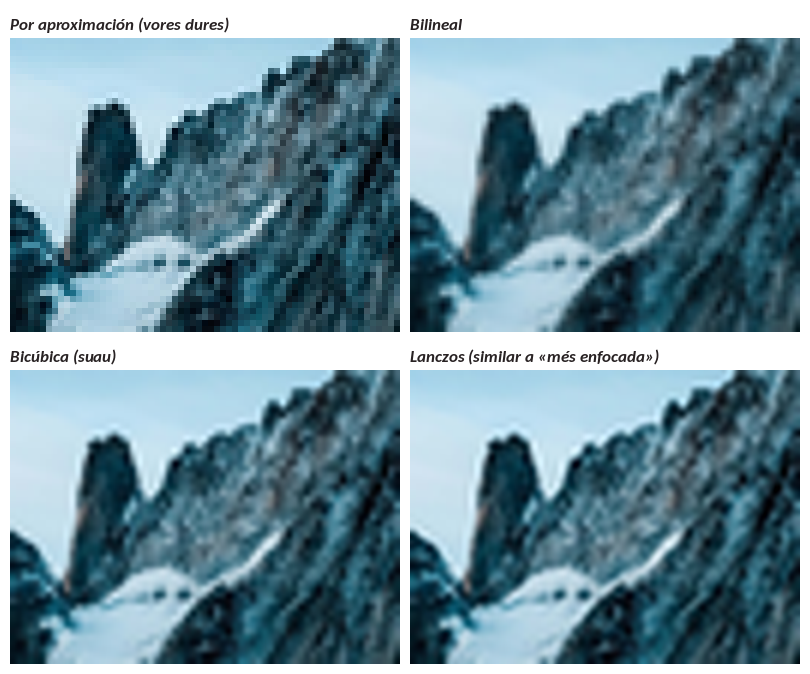 Por aproximación (vores dures)
Bilineal
Bicúbica (suau)
Lanczos (similar a «més enfocada»)